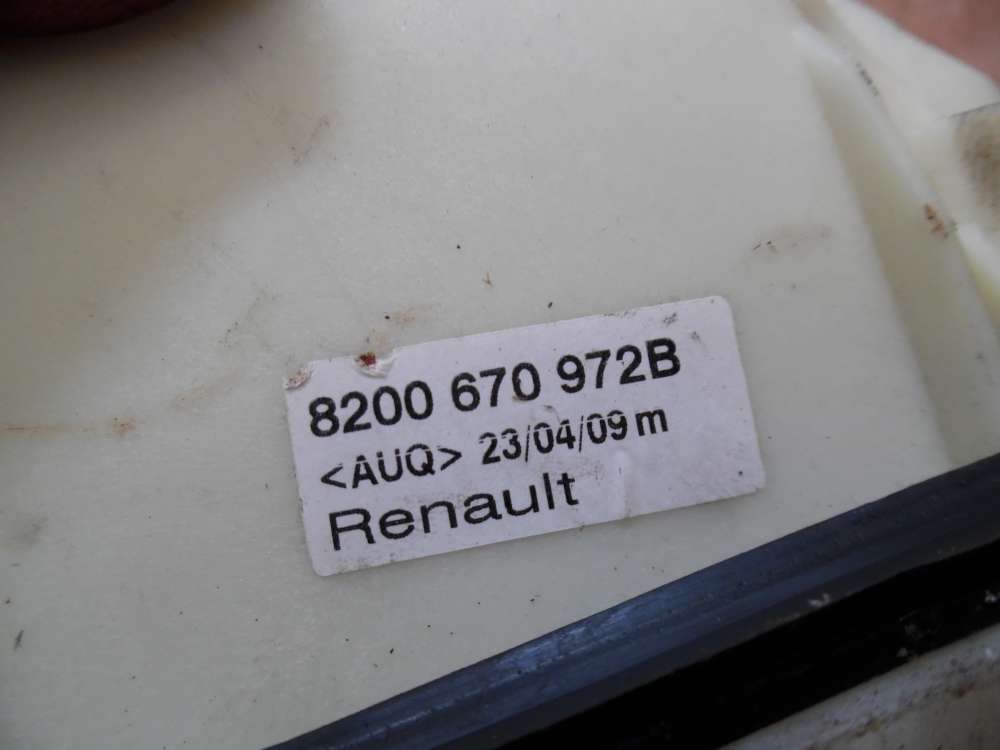 8200 670 972B
<AUQ> 23/04/09 m
Renault